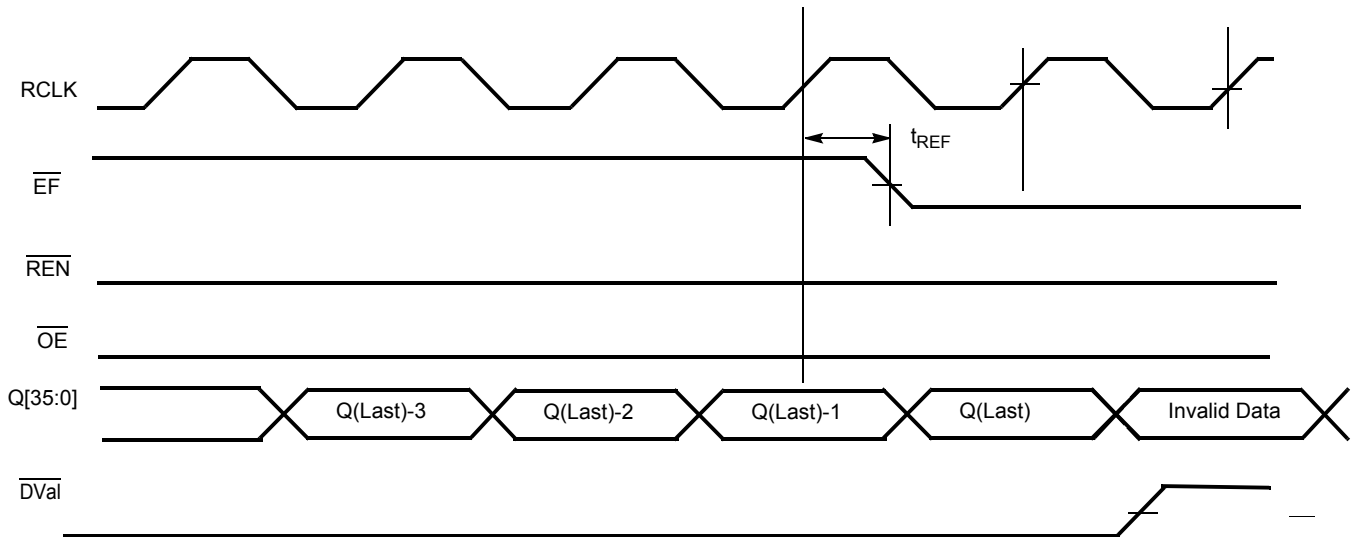 RCLK
tREF
EF
REN
OE
Q[35:0]
Q(Last)-3
Q(Last)-2
Q(Last)-1
Q(Last)
Invalid Data
DVal